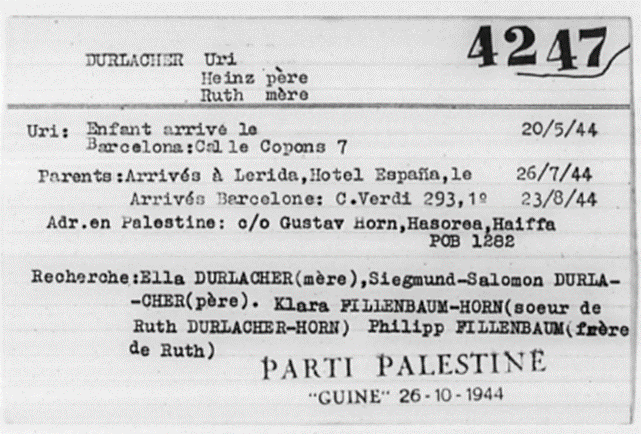 4247
DURLACHER Uri
Heinz père
Ruth mère
Uri: Enfant arrivé le 20/5/44
Barcelona:Calle Copons 7
Parents:Arrivés à Lerida,Hotel España,le 26/7/44
Arrivés Barcelone: C.Verdi 293,1º 23/8/44
Adr.en Palestine: c/o Gustav Horn,Hasorea,Haiffa
POB 1282
Recherche:Ella DURLACHER(mère),Siegmund-Salomon DURLA-
-CHER(père). Klara FILLENBAUM-HORN(soeur de
Ruth DURLACHER-HORN) Philipp FILLENBAUM(frère
de Ruth)
PARTI PALESTINE
"GUINE" 26-10-1944